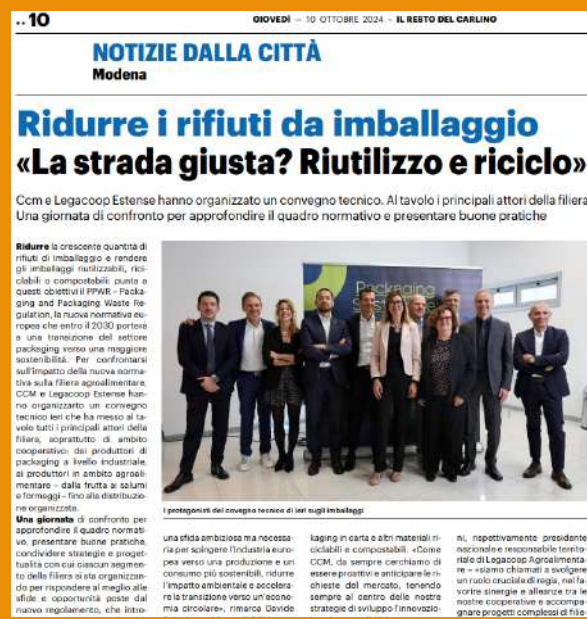 .. 10
GIOVEDÌ — 10 OTTOBRE 2024 – IL RESTO DEL CARLINO
NOTIZIE DALLA CITTÀ
Modena
Ridurre i rifiuti da imballaggio
«La strada giusta? Riutilizzo e riciclo»
Ccm e Legacoop Estense hanno organizzato un convegno tecnico. Al tavolo i principali attori della filiera
Una giornata di confronto per approfondire il quadro normativo e presentare buone pratiche
Ridurre la crescente quantità di
rifiuti di imballaggio e rendere
gli imballaggi riutilizzabili, rici-
clabili o compostabili: punta a
questi obiettivi il PPWR – Packa-
ging and Packaging Waste Re-
gulation, la nuova normativa eu-
ropea che entro il 2030 porterà
a una transizione del settore
packaging verso una maggiore
sostenibilità. Per confrontarsi
sull'impatto della nuova norma-
tiva sulla filiera agroalimentare,
CCM e Legacoop Estense han-
no organizzato un convegno
tecnico ieri che ha messo al ta-
volo tutti i principali attori della
filiera, soprattutto di ambito
cooperativo: dai produttori di
packaging a livello industriale,
ai produttori in ambito agroali-
mentare – dalla frutta ai salumi
e formaggi – fino alla distribuzio-
ne organizzata.
Una giornata di confronto per
approfondire il quadro normati-
vo, presentare buone pratiche,
condividere strategie e proget-
tualità con cui ciascun segmen-
to della filiera si sta organizzan-
do per rispondere al meglio alle
sfide e opportunità poste dal
nuovo regolamento, che intro-
Packaging
I protagonisti del covegno tecnico di ieri sugli imballaggi
una sfida ambiziosa ma necessa-
ria per spingere l'industria euro-
pea verso una produzione e un
consumo più sostenibili, ridurre
l'impatto ambientale e accelera-
re la transizione verso un'econo-
mia circolare», rimarca Davide
kaging in carta e altri materiali ri-
ciclabili e compostabili. «Come
CCM, da sempre cerchiamo di
essere proattivi e anticipare le ri-
chieste del mercato, tenendo
sempre al centro delle nostre
strategie di sviluppo l'innovazio-
ni, rispettivamente presidente
nazionale e responsabile territo-
riale di Legacoop Agroalimenta-
re – «siamo chiamati a svolgere
un ruolo cruciale di regia, nel fa-
vorire sinergie e alleanze tra le
nostre cooperative e accompa-
gnare progetti complessi di filie-